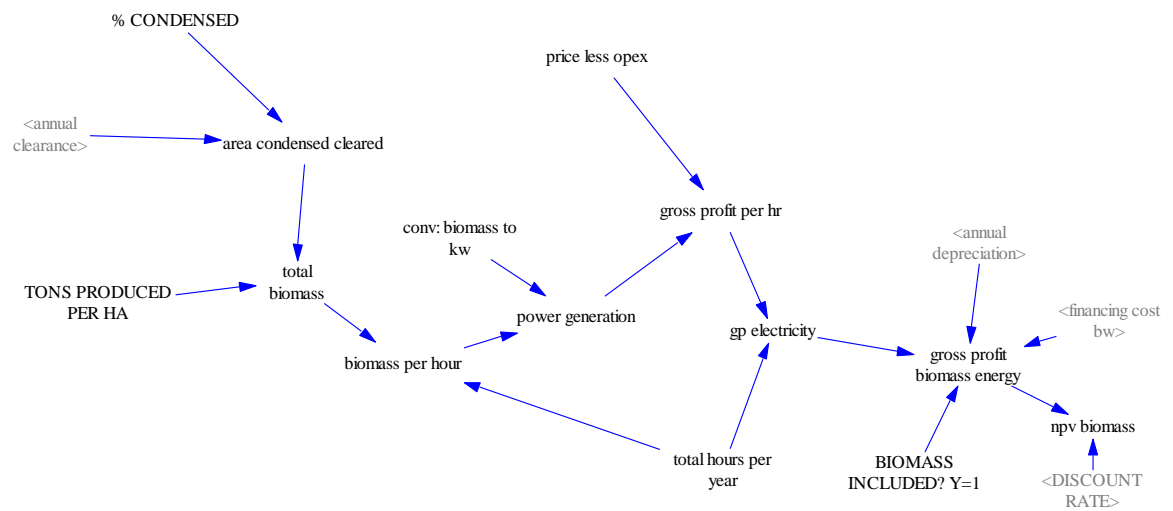 % CONDENSED
price less opex
<annual
clearance>
area condensed cleared
gross profit per hr
conv: biomass to
kw
<annual
depreciation>
total
biomass
TONS PRODUCED
PER HA
power generation
gp electricity
<financing cost
bw>
biomass per hour
gross profit
biomass energy
npv biomass
total hours per
year
BIOMASS
INCLUDED? Y=1
<DISCOUNT
RATE>